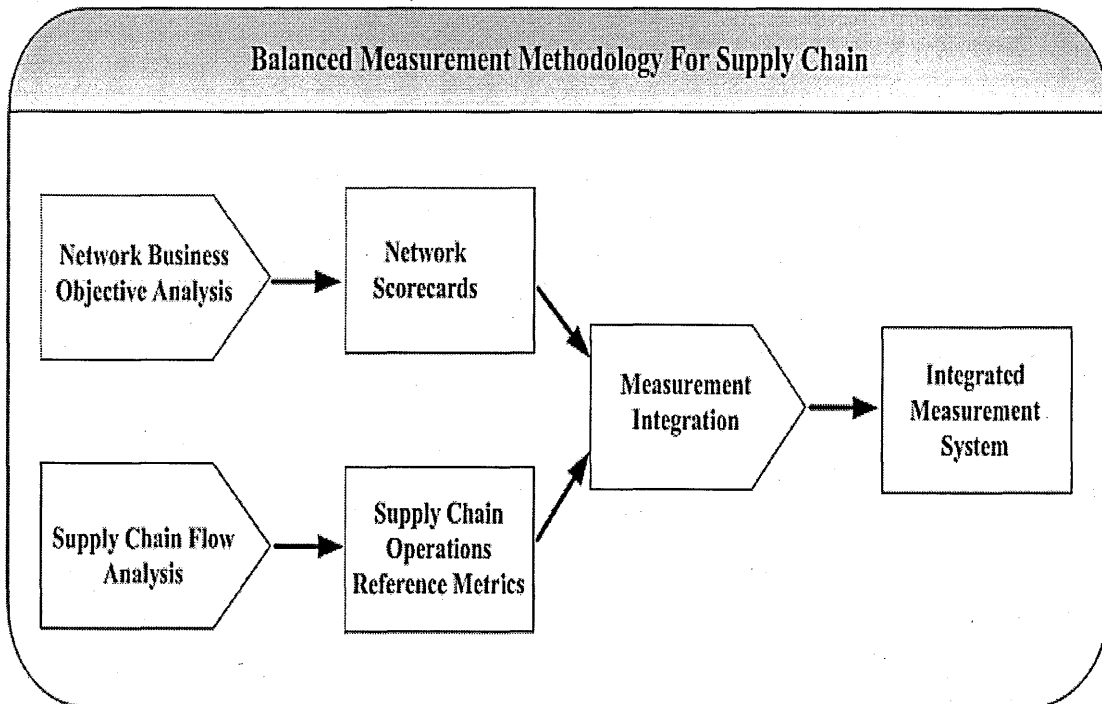 Balanced Measurement Methodology For Supply Chain
Network Business
Objective Analysis
Network
Scorecards
Measurement
Integration
Integrated
Measurement
System
Supply Chain Flow
Analysis
Supply Chain
Operations
Reference Metrics